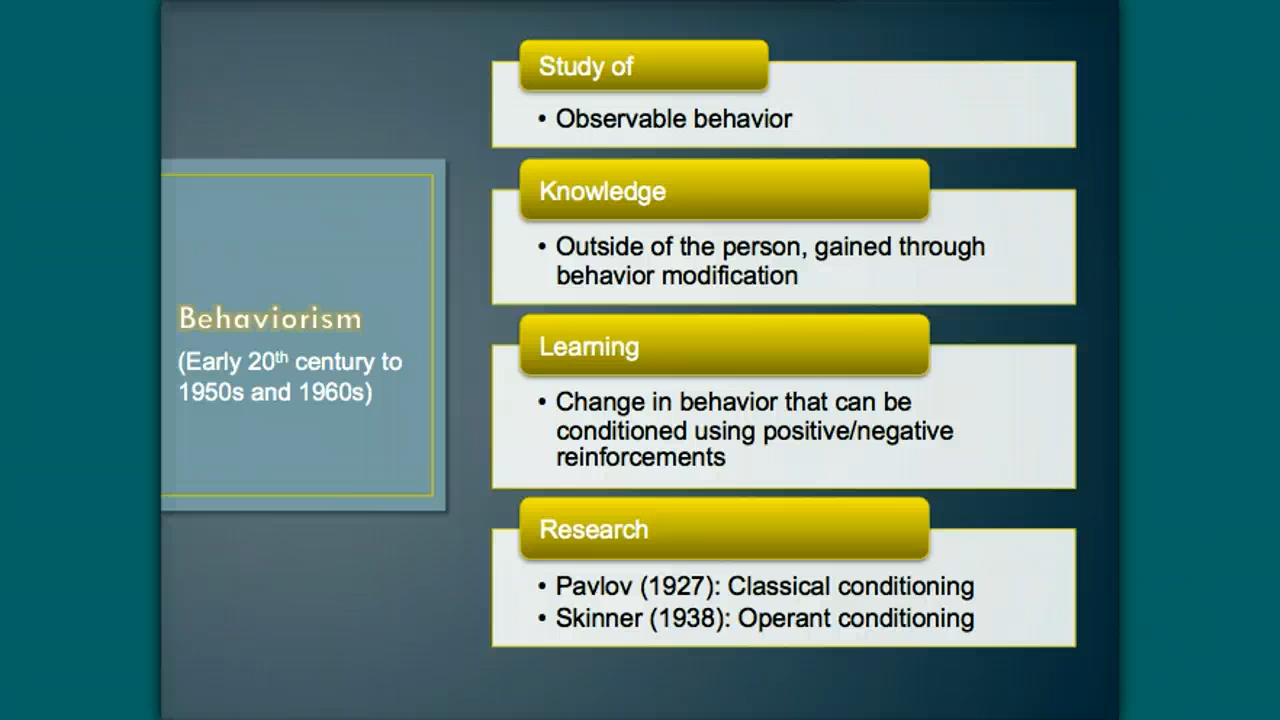 Behaviorism
(Early 20th century to
1950s and 1960s)
Study of
• Observable behavior
Knowledge
• Outside of the person, gained through
behavior modification
Learning
• Change in behavior that can be
conditioned using positive/negative
reinforcements
Research
• Pavlov (1927): Classical conditioning
• Skinner (1938): Operant conditioning